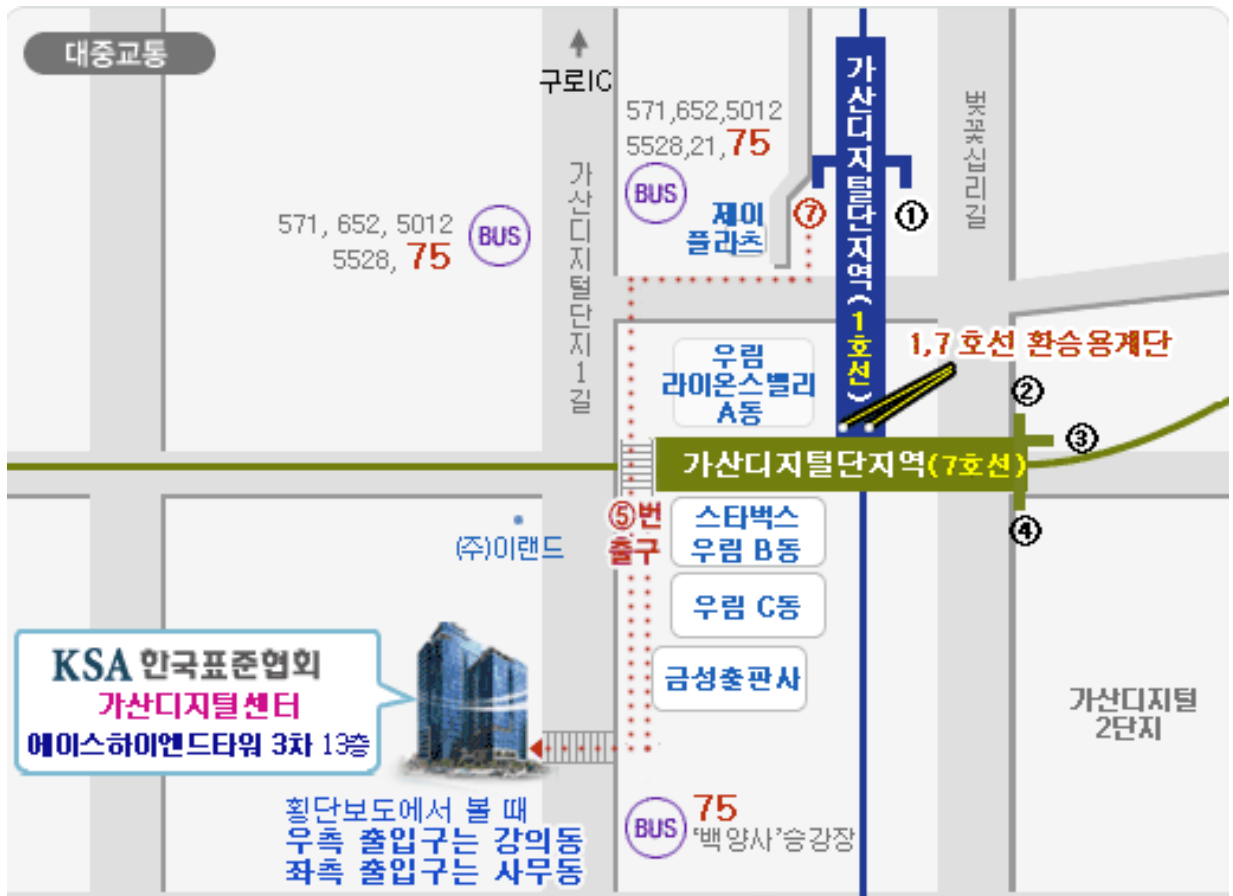 대중교통
구로IC
571,652,5012
5528,21,75
BUS
제이
플라츠
⑦
①
가산디지털단지역(1호선)
벚꽃십리길
가산디지털단지1길
571, 652, 5012
5528, 75
BUS
1,7 호선 환승용계단
우림
라이온스밸리
A동
②
③
④
가산디지털단지역(7호선)
⑤번
출구
스타벅스
우림 B동
(주)이랜드
우림 C동
금성출판사
KSA 한국표준협회
가산디지털센터
에이스하이엔드타워 3차 13층
가산디지털
2단지
횡단보도에서 볼 때
우측 출입구는 강의동
좌측 출입구는 사무동
BUS
75
'백양사'승강장